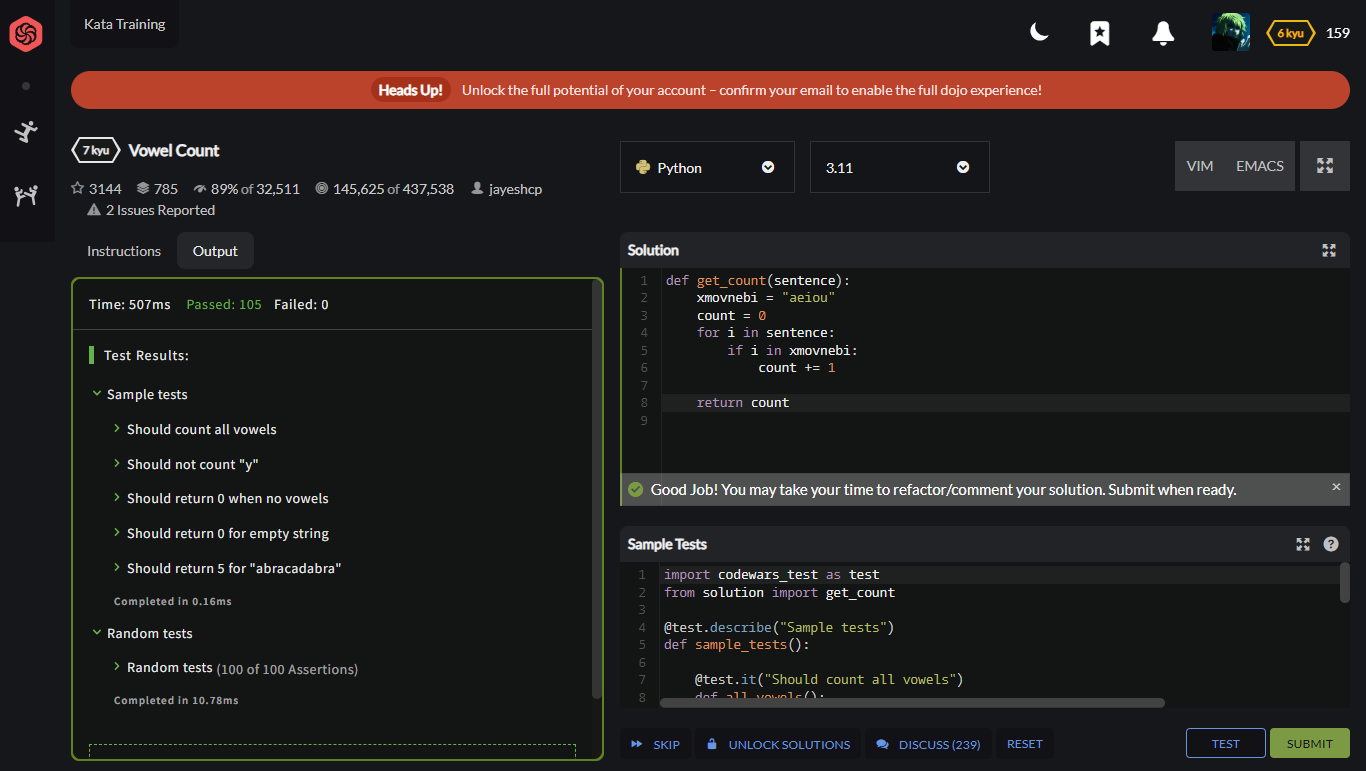 Kata Training
6 kyu 159
Heads Up! Unlock the full potential of your account – confirm your email to enable the full dojo experience!
7 kyu Vowel Count
3144 785 89% of 32,511 145,625 of 437,538 jayeshcp
2 Issues Reported
Instructions Output
Time: 507ms Passed: 105 Failed: 0
Test Results:
Sample tests
Should count all vowels
Should not count "y"
Should return 0 when no vowels
Should return 0 for empty string
Should return 5 for "abracadabra"
Completed in 0.16ms
Random tests
Random tests (100 of 100 Assertions)
Completed in 10.78ms
Python 3.11 VIM EMACS
Solution
1 def get_count(sentence):
2     xmovnebi = "aeiou"
3     count = 0
4     for i in sentence:
5         if i in xmovnebi:
6             count += 1
7
8     return count
9
Good Job! You may take your time to refactor/comment your solution. Submit when ready.
Sample Tests
1 import codewars_test as test
2 from solution import get_count
3
4 @test.describe("Sample tests")
5 def sample_tests():
6
7     @test.it("Should count all vowels")
8     def all_vowels():
SKIP UNLOCK SOLUTIONS DISCUSS (239) RESET TEST SUBMIT